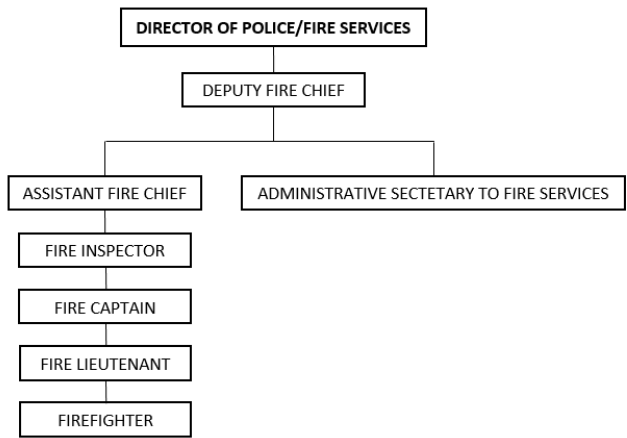 DIRECTOR OF POLICE/FIRE SERVICES
DEPUTY FIRE CHIEF
ASSISTANT FIRE CHIEF
ADMINISTRATIVE SECTETARY TO FIRE SERVICES
FIRE INSPECTOR
FIRE CAPTAIN
FIRE LIEUTENANT
FIREFIGHTER